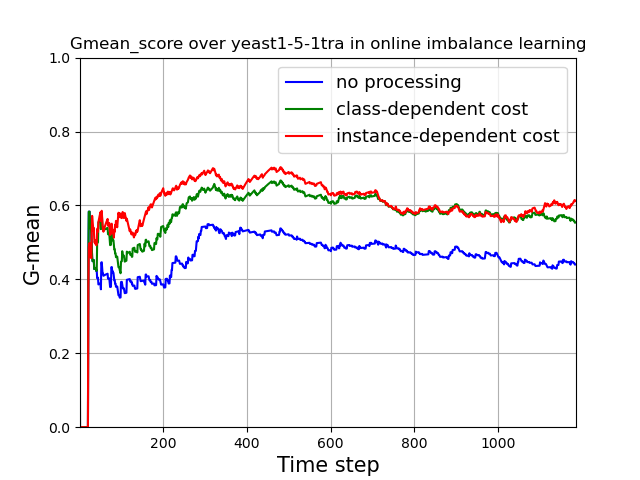 Gmean_score over yeast1-5-1tra in online imbalance learning
no processing
class-dependent cost
instance-dependent cost
G-mean
1.0
0.8
0.6
0.4
0.2
0.0
200 400 600 800 1000
Time step